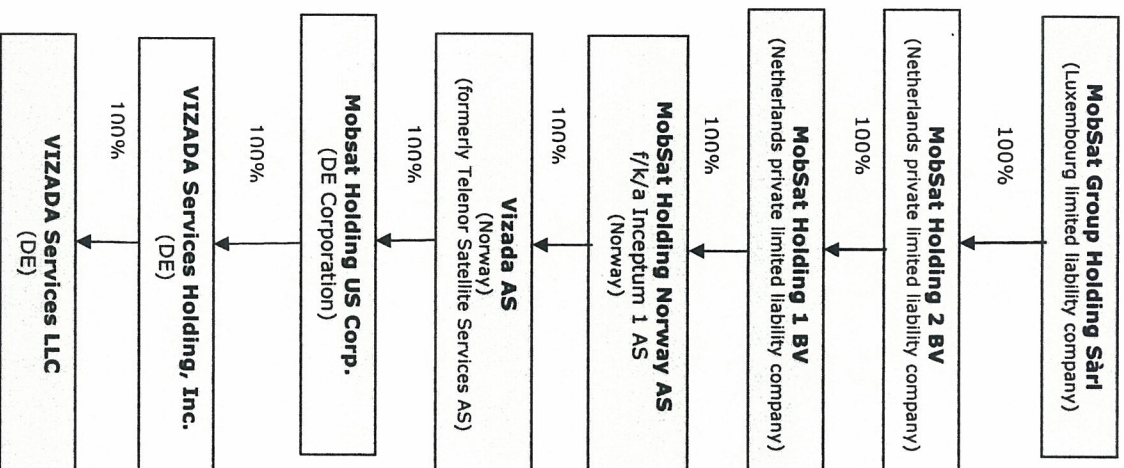 MobSat Group Holding Sàrl
(Luxembourg limited liability company)
100%
MobSat Holding 2 BV
(Netherlands private limited liability company)
100%
MobSat Holding 1 BV
(Netherlands private limited liability company)
100%
MobSat Holding Norway AS
f/k/a Inceptum 1 AS
(Norway)
100%
Vizada AS
(Norway)
(formerly Telenor Satellite Services AS)
100%
Mobsat Holding US Corp.
(DE Corporation)
100%
VIZADA Services Holding, Inc.
(DE)
100%
VIZADA Services LLC
(DE)